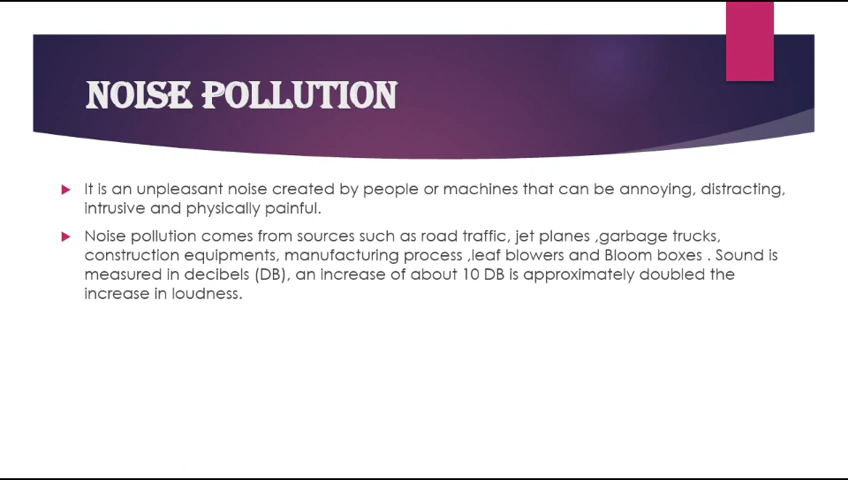 NOISE POLLUTION
It is an unpleasant noise created by people or machines that can be annoying, distracting,
intrusive and physically painful.
Noise pollution comes from sources such as road traffic, jet planes ,garbage trucks,
construction equipments, manufacturing process ,leaf blowers and Bloom boxes . Sound is
measured in decibels (DB), an increase of about 10 DB is approximately doubled the
increase in loudness.